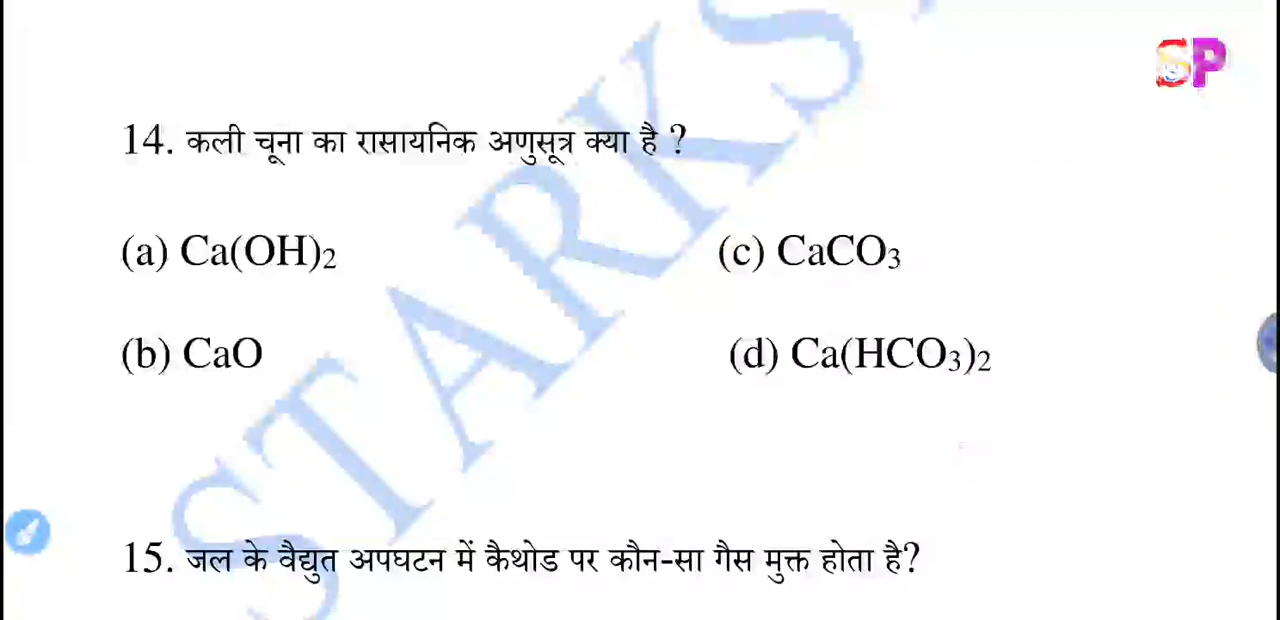 SP
14. कली चूना का रासायनिक अणुसूत्र क्या है ?
(a) Ca(OH)2 (c) CaCO3
(b) CaO (d) Ca(HCO3)2
15. जल के वैद्युत अपघटन में कैथोड पर कौन-सा गैस मुक्त होता है?
STARKS